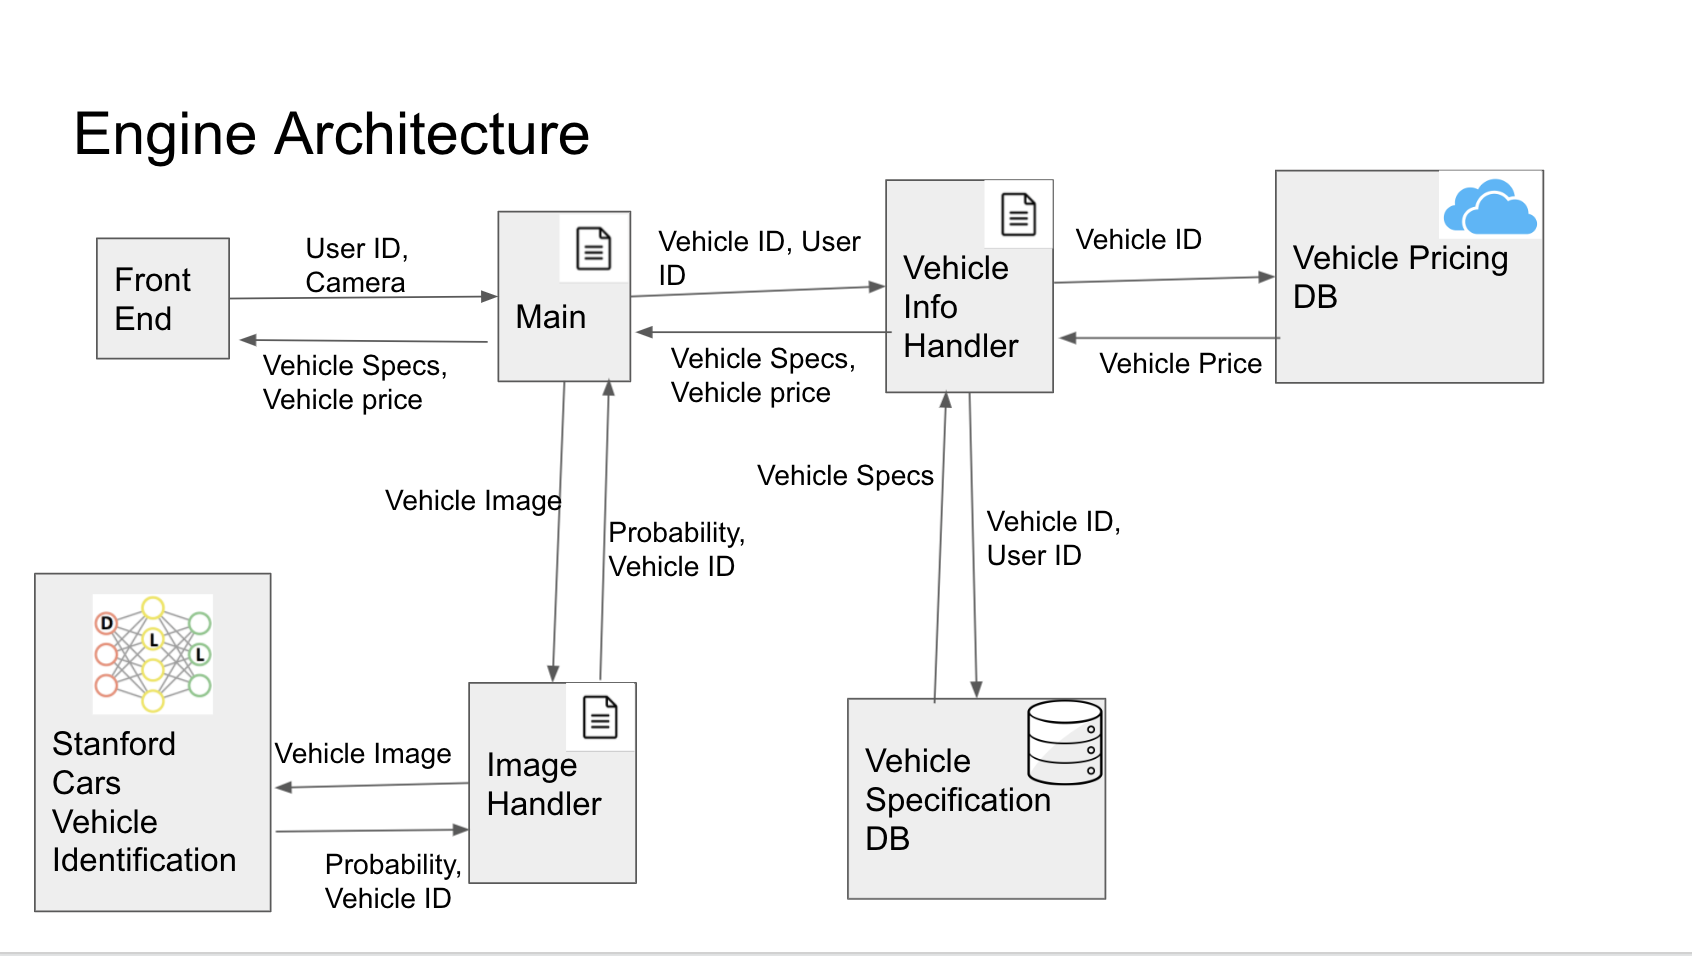 Engine Architecture
Front
End
User ID,
Camera
Vehicle Specs,
Vehicle price
Main
Vehicle ID, User
ID
Vehicle Specs,
Vehicle price
Vehicle
Info
Handler
Vehicle ID
Vehicle Price
Vehicle Pricing
DB
Vehicle Image
Probability,
Vehicle ID
Vehicle Specs
Vehicle ID,
User ID
D
L
L
Stanford
Cars
Vehicle
Identification
Vehicle Image
Probability,
Vehicle ID
Image
Handler
Vehicle
Specification
DB